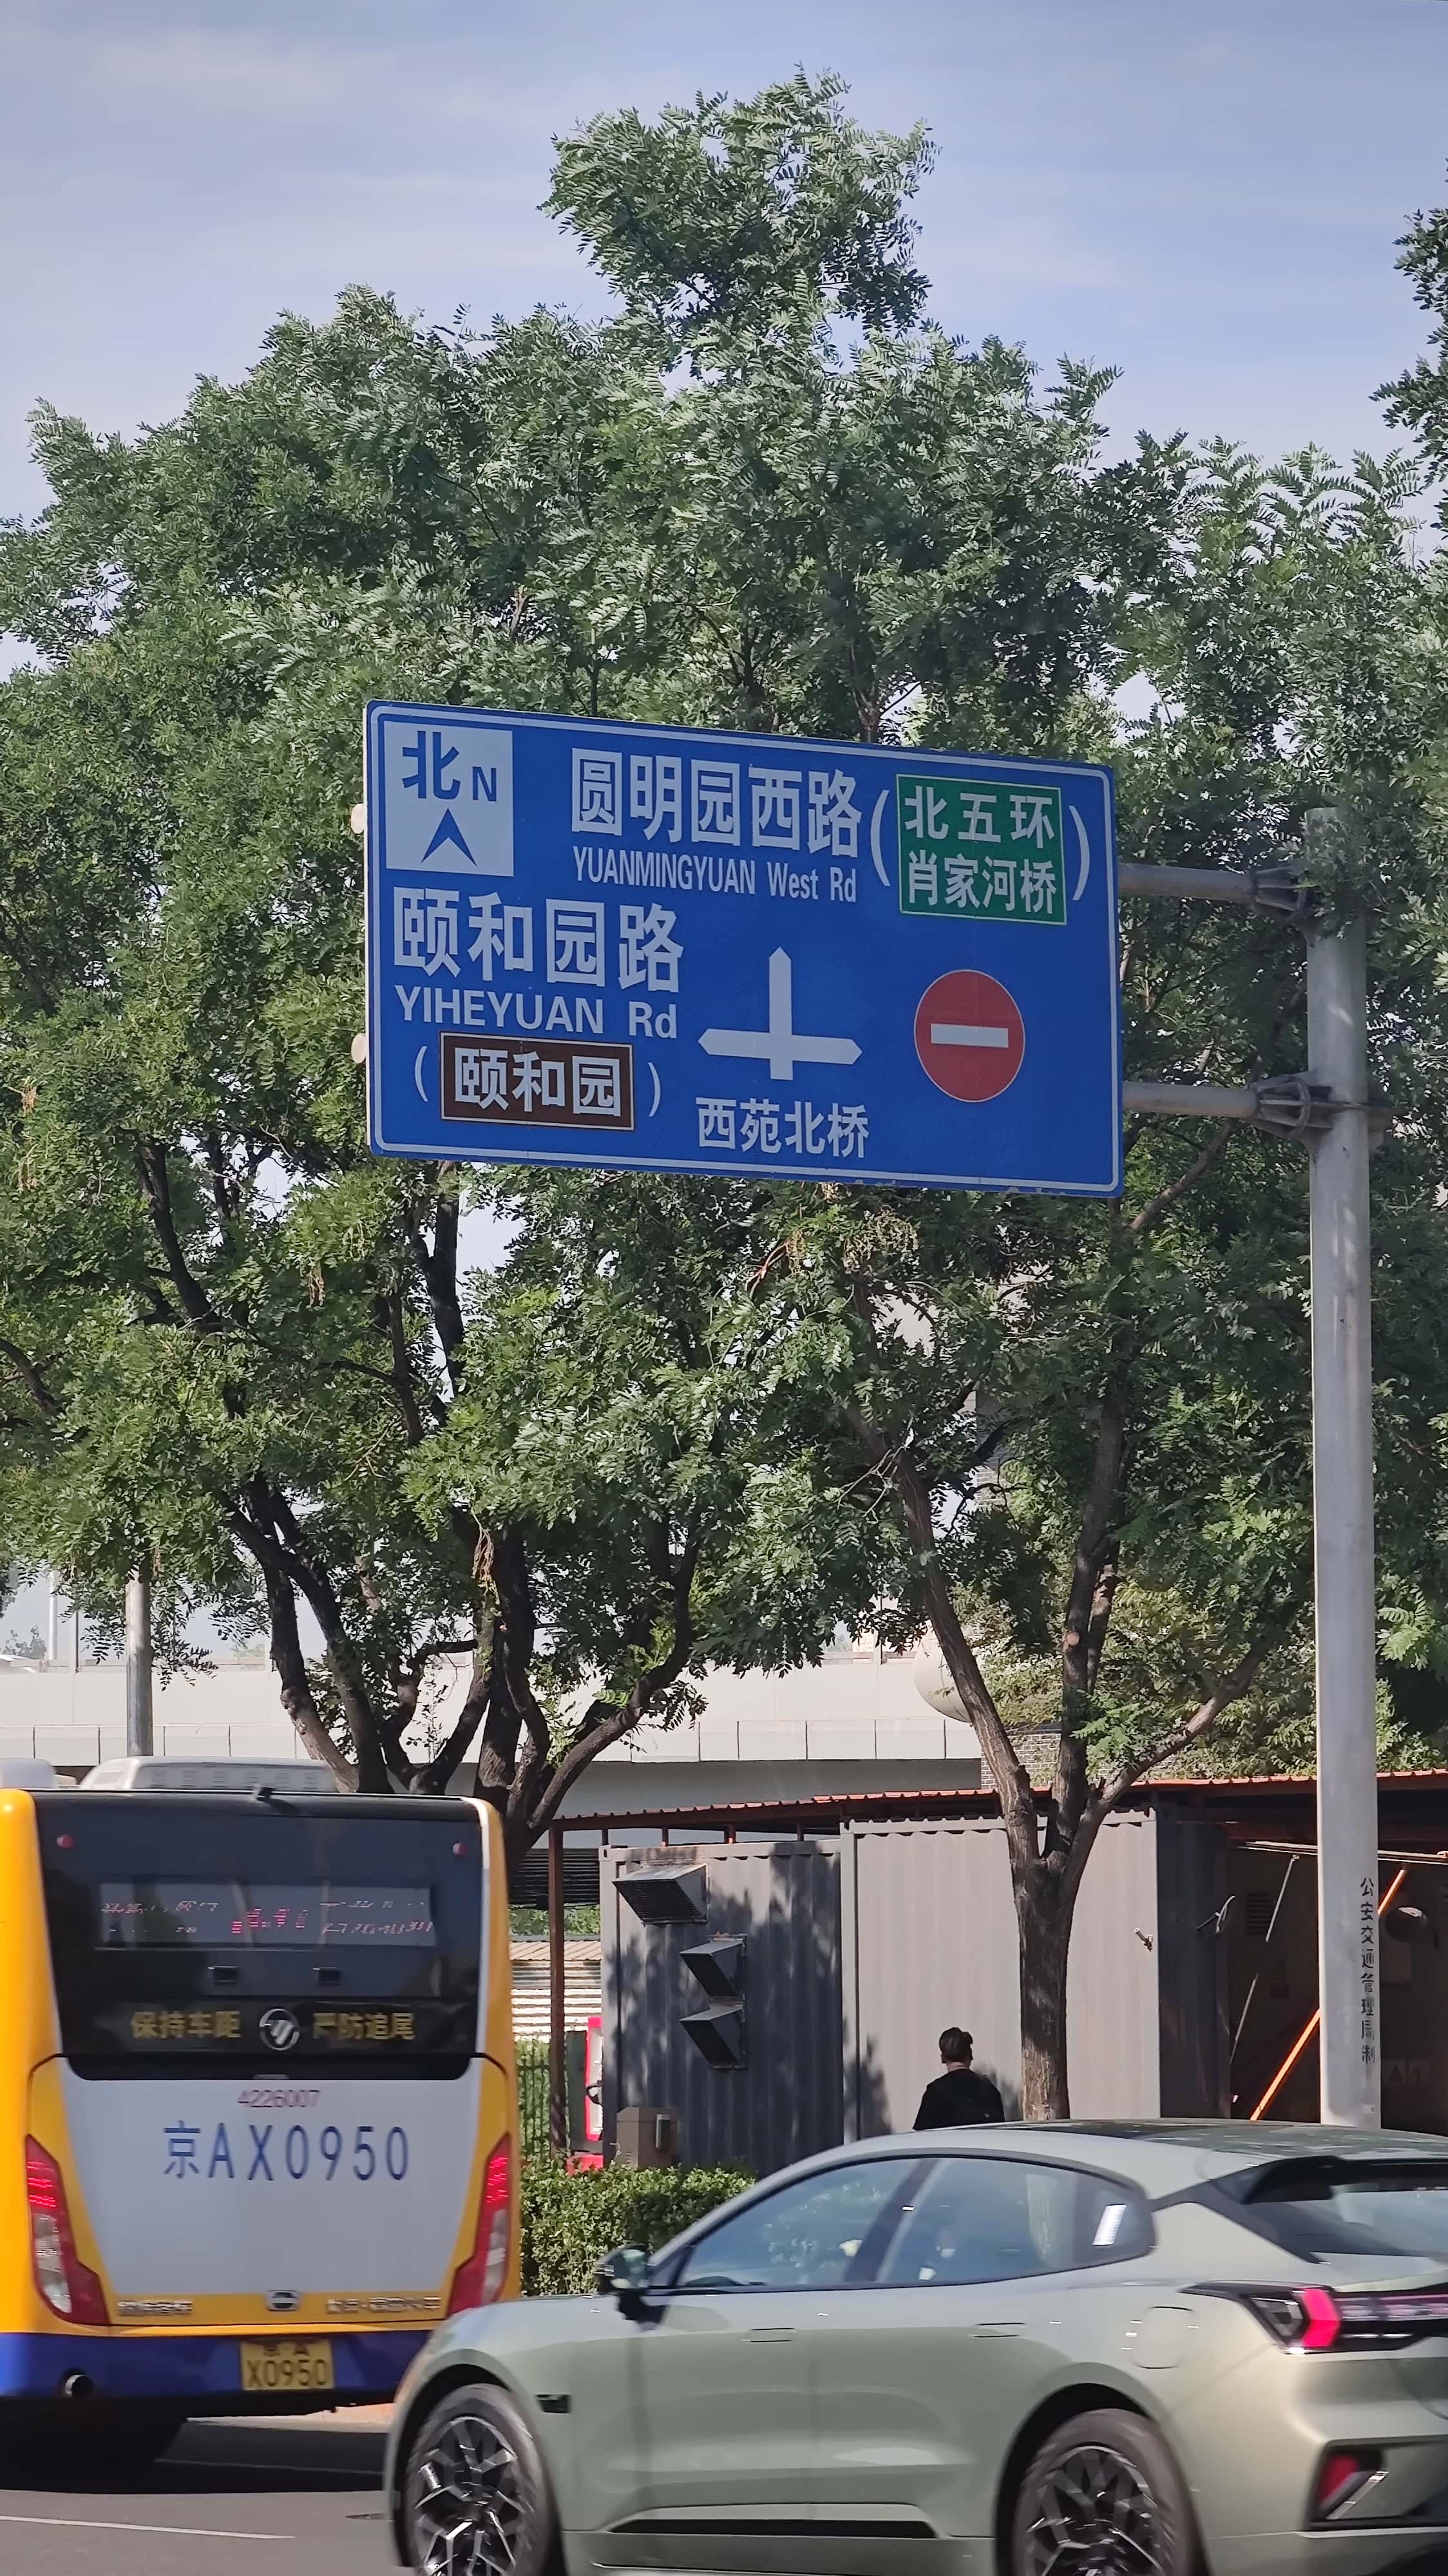 北 N
圆明园西路 ( 北五环
YUANMINGYUAN West Rd 肖家河桥 )
颐和园路
YIHEYUAN Rd
( 颐和园 )
西苑北桥
公安交通管理局制
保持车距 严防追尾
4226007
京AX0950
X0950